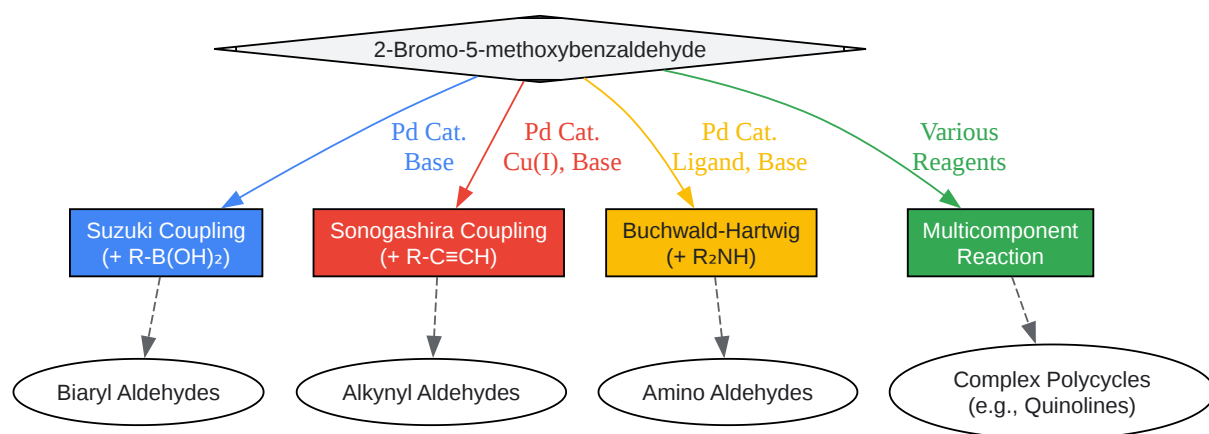 2-Bromo-5-methoxybenzaldehyde
Pd Cat.
Base
Pd Cat.
Cu(I), Base
Pd Cat.
Ligand, Base
Various
Reagents
Suzuki Coupling
(+ R-B(OH)₂)
Sonogashira Coupling
(+ R-C≡CH)
Buchwald-Hartwig
(+ R₂NH)
Multicomponent
Reaction
Biaryl Aldehydes
Alkynyl Aldehydes
Amino Aldehydes
Complex Polycycles
(e.g., Quinolines)